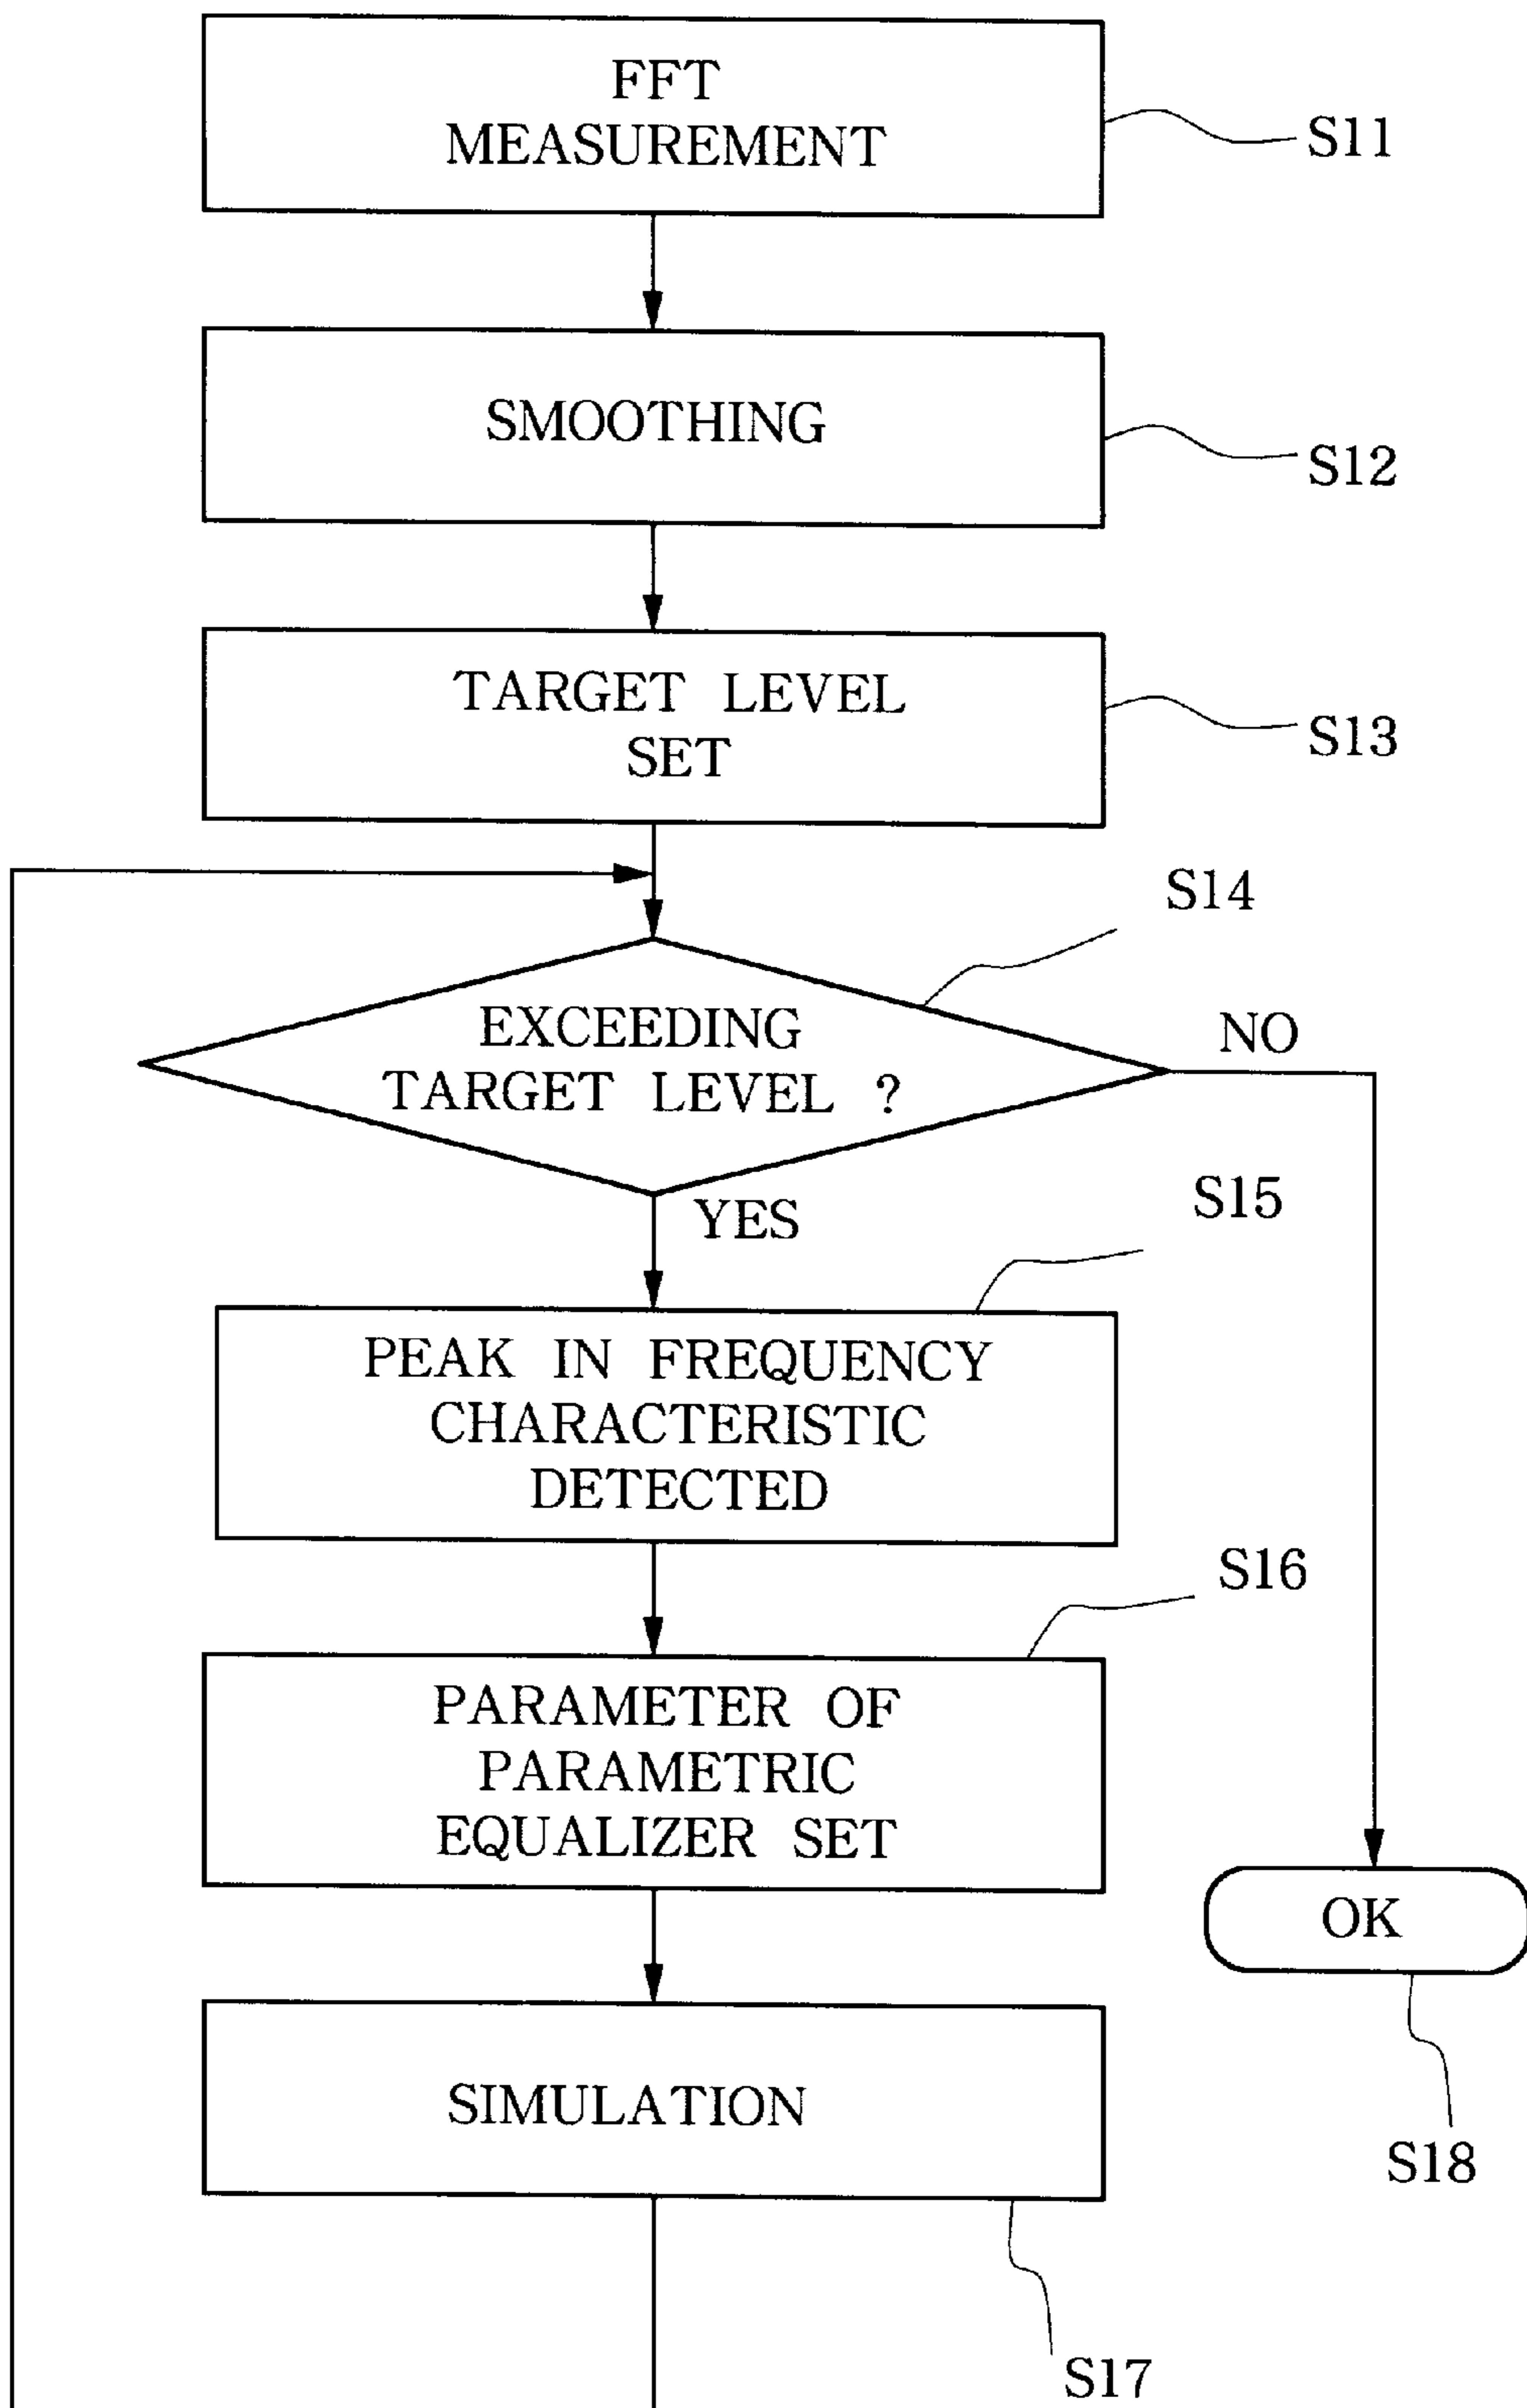 FFT
MEASUREMENT
S11
SMOOTHING
S12
TARGET LEVEL
SET
S13
S14
EXCEEDING
TARGET LEVEL ?
NO
YES
S15
PEAK IN FREQUENCY
CHARACTERISTIC
DETECTED
S16
PARAMETER OF
PARAMETRIC
EQUALIZER SET
OK
SIMULATION
S18
S17